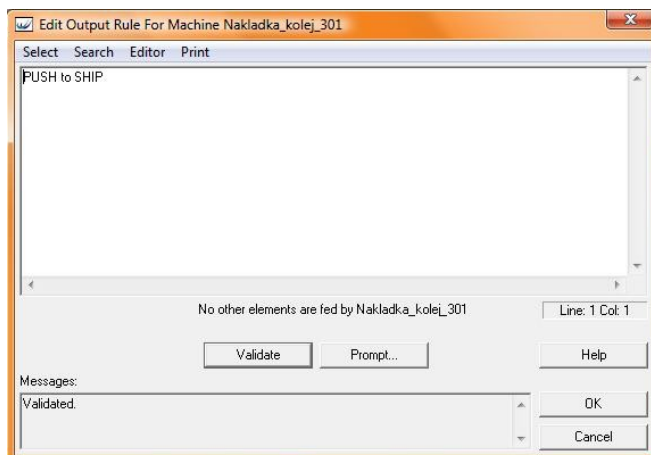 Edit Output Rule For Machine Nakladka_kolej_301
Select Search Editor Print
PUSH to SHIP
No other elements are fed by Nakladka_kolej_301
Line: 1 Col: 1
Validate Prompt... Help
Messages:
Validated.
OK
Cancel